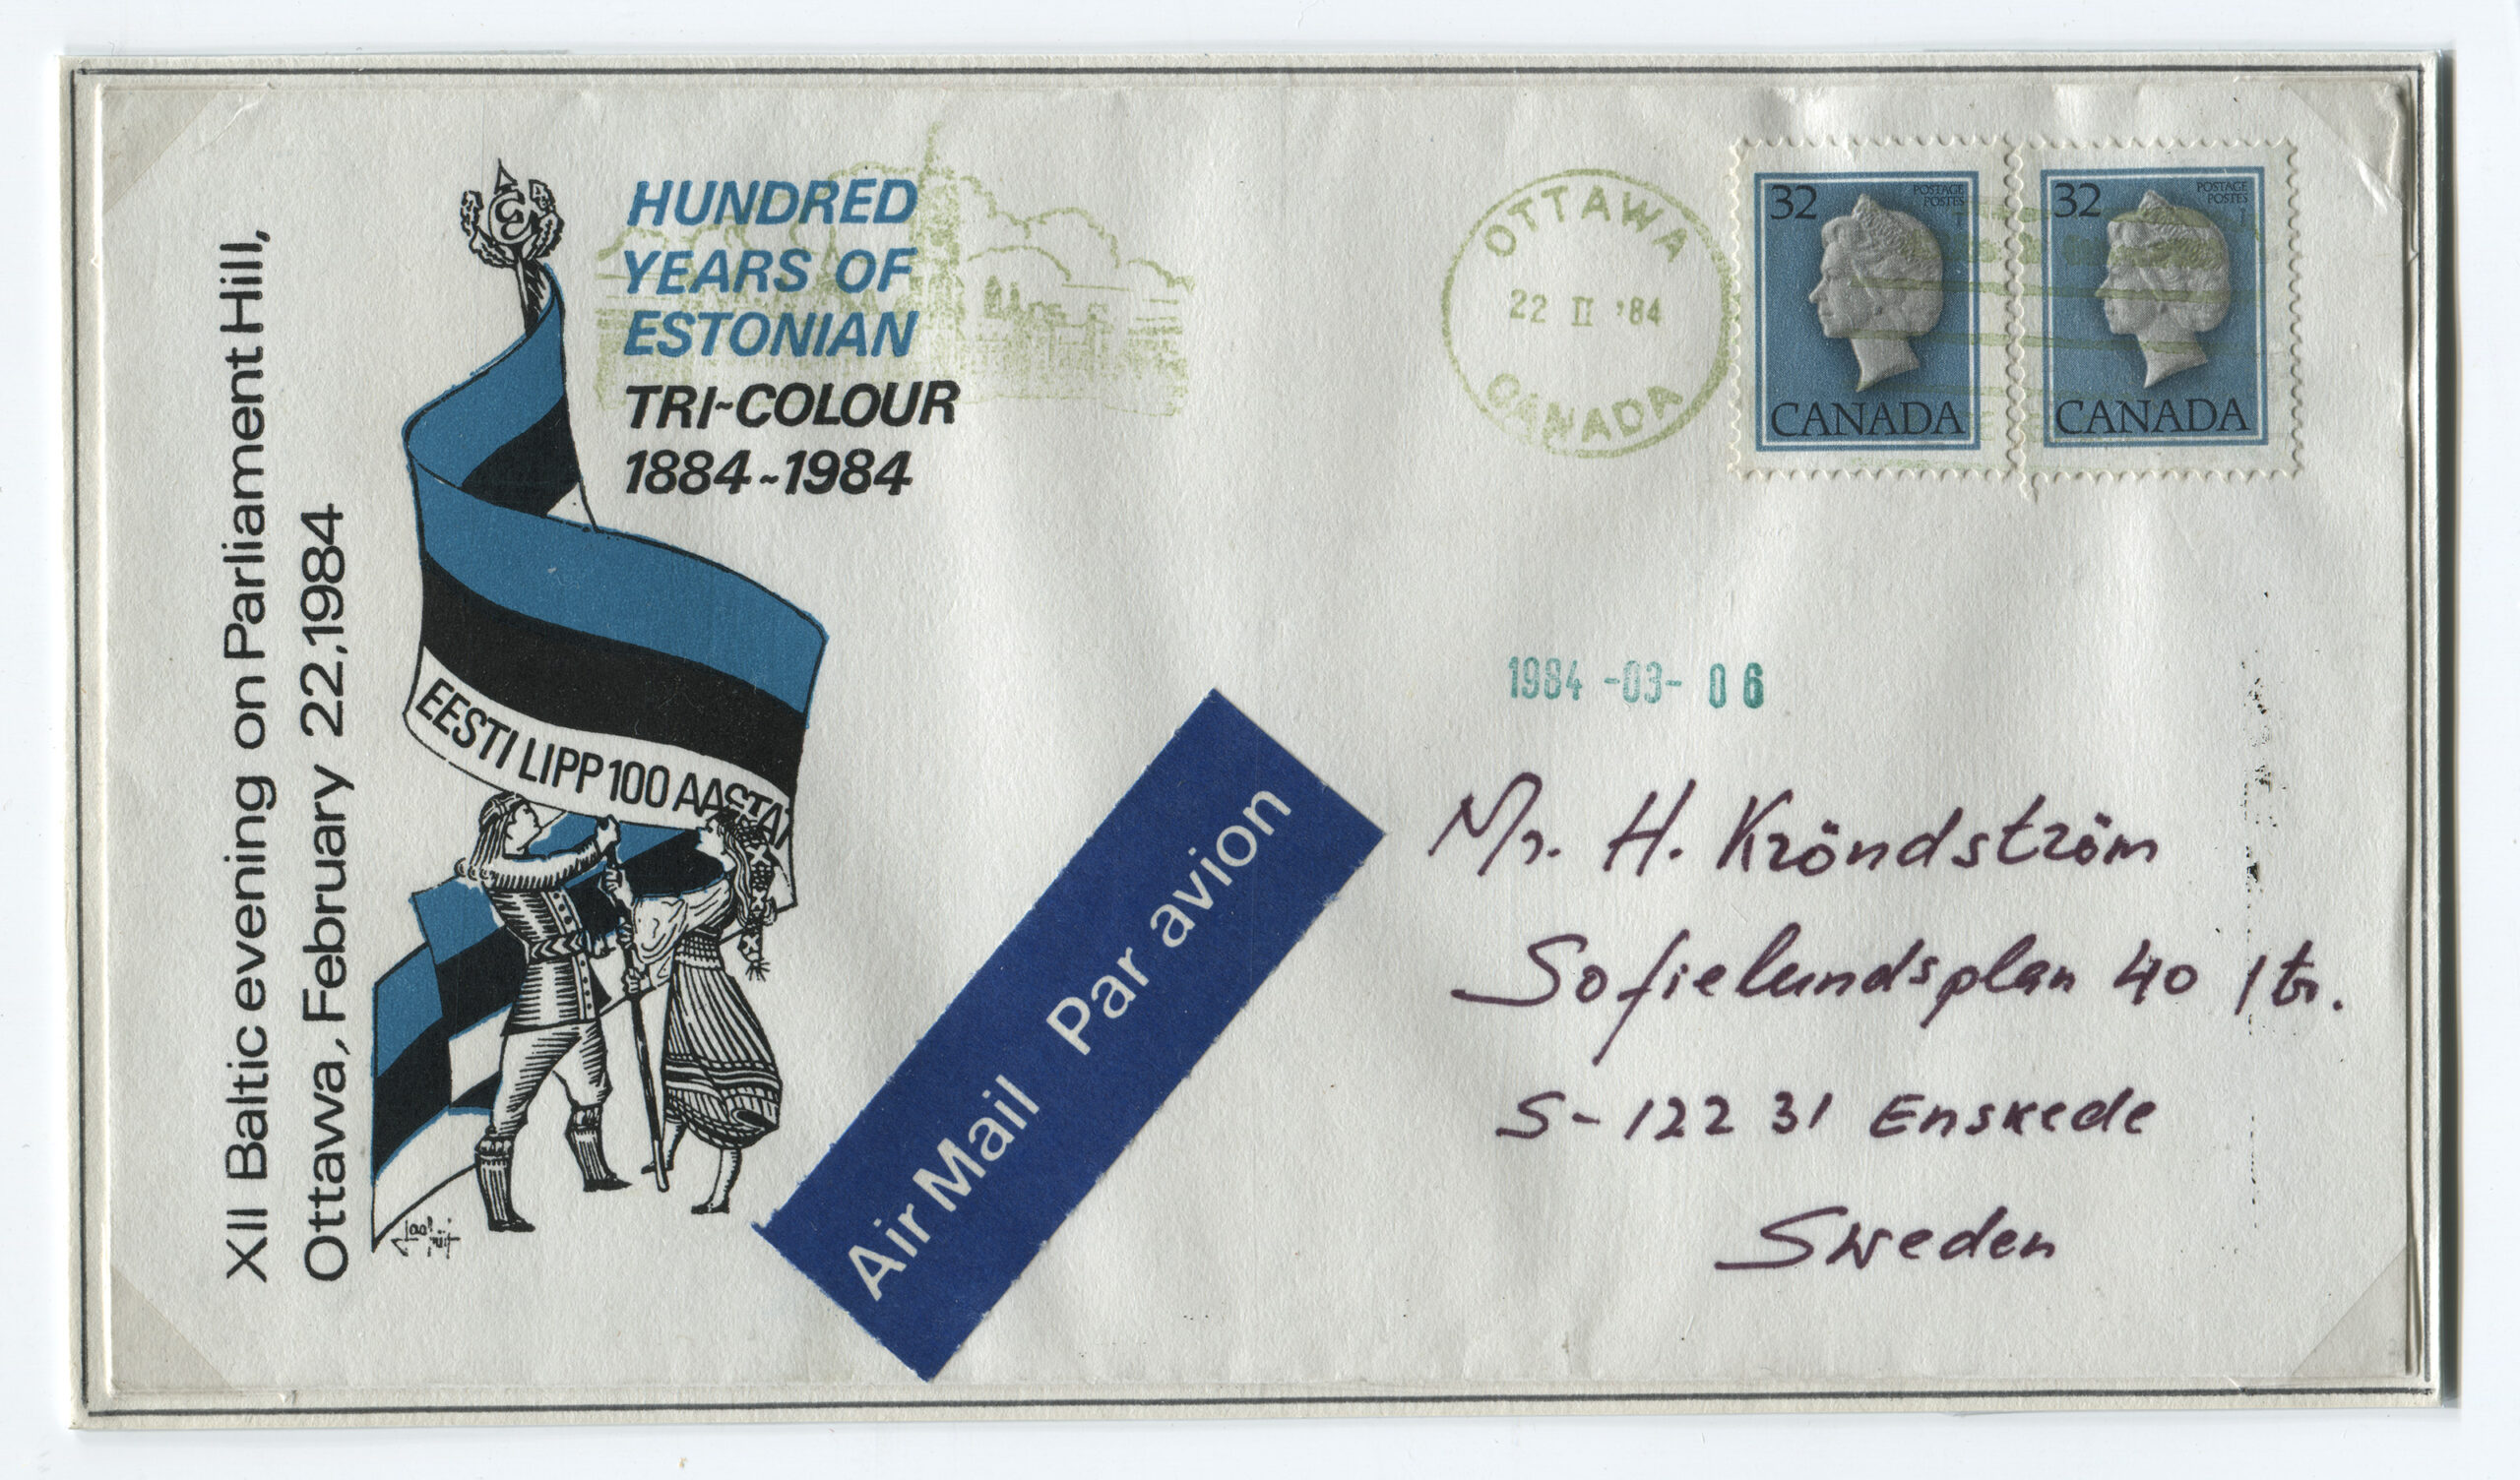 XII Baltic evening on Parliament Hill,
Ottawa, February 22,1984
HUNDRED
YEARS OF
ESTONIAN
TRI-COLOUR
1884-1984
EESTI LIPP 100 AASTA
OTTAWA
22 II '84
CANADA
32
POSTAGE
POSTES
CANADA
32
POSTAGE
POSTES
CANADA
1984-03-06
Air Mail Par avion
Mr. H. Kröndström
Sofielundsplan 40 1tr.
S-122 31 Enskede
Sweden